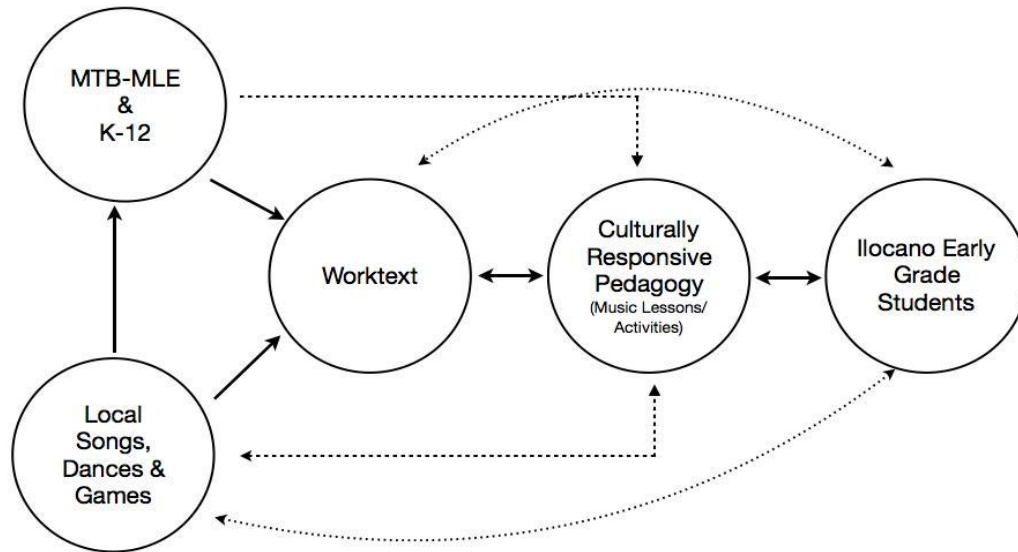 MTB-MLE
&
K-12
Worktext
Culturally
Responsive
Pedagogy
(Music Lessons/
Activities)
Ilocano Early
Grade
Students
Local
Songs,
Dances &
Games